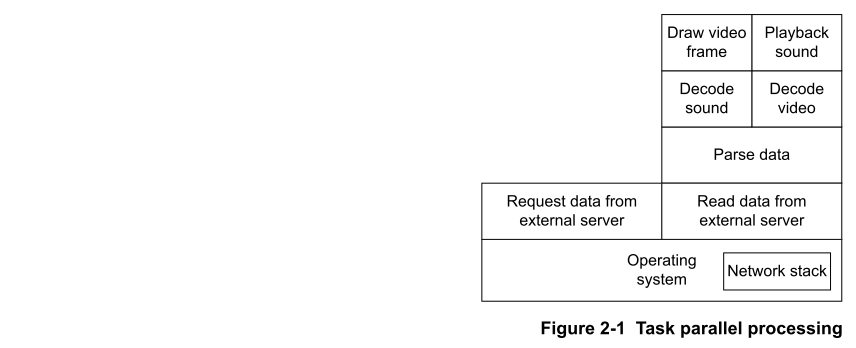 Draw video
frame
Playback
sound
Decode
sound
Decode
video
Parse data
Request data from
external server
Read data from
external server
Operating
system
Network stack
Figure 2-1 Task parallel processing